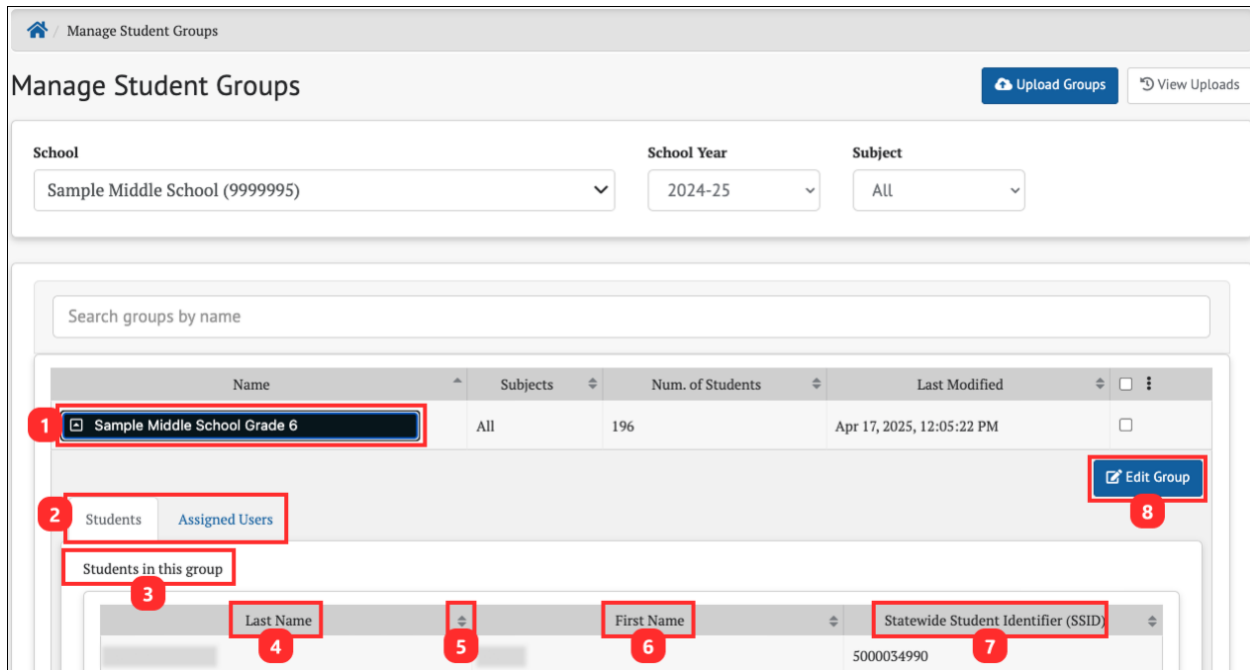 / Manage Student Groups
Manage Student Groups
Upload Groups
View Uploads
School
School Year
Subject
Sample Middle School (9999995)
2024-25
All
Search groups by name
Name
Subjects
Num. of Students
Last Modified
1
Sample Middle School Grade 6
All
196
Apr 17, 2025, 12:05:22 PM
Edit Group
8
2
Students
Assigned Users
Students in this group
3
Last Name
First Name
Statewide Student Identifier (SSID)
4
5
6
7
5000034990